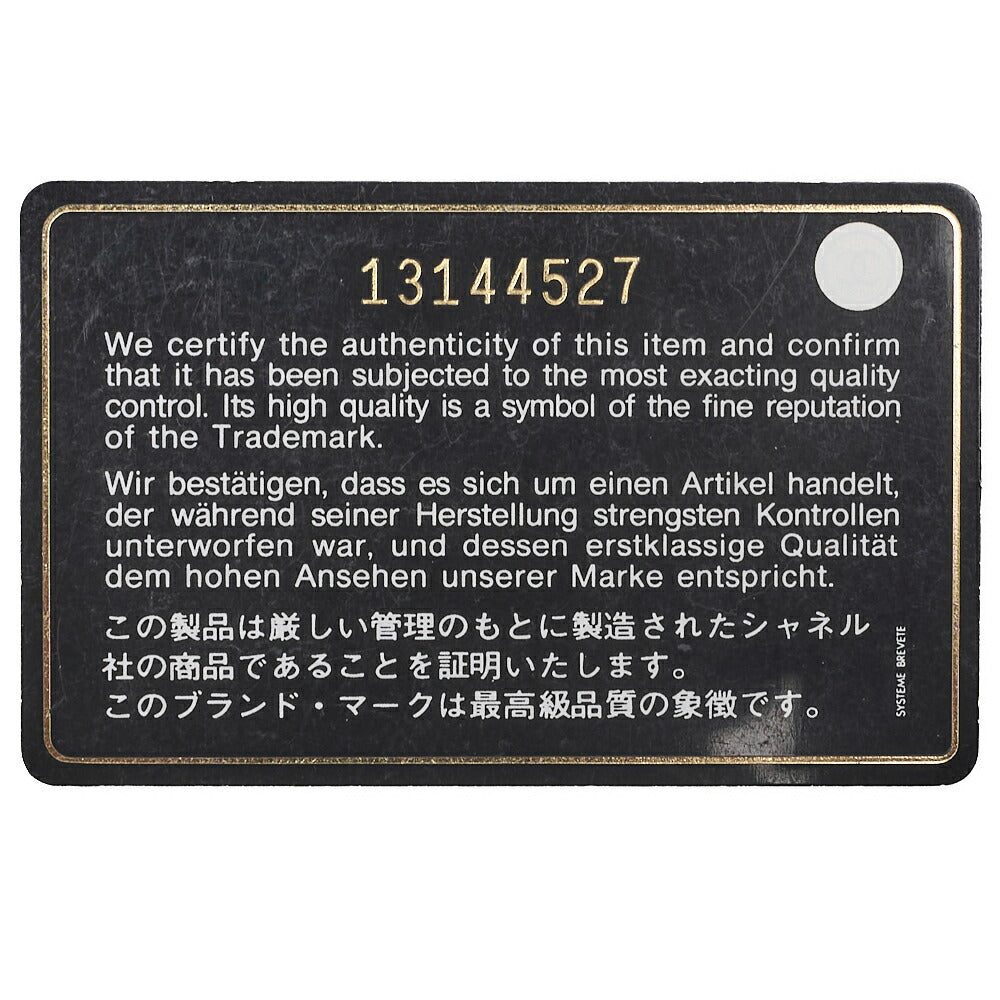 13144527
We certify the authenticity of this item and confirm
that it has been subjected to the most exacting quality
control. Its high quality is a symbol of the fine reputation
of the Trademark.
Wir bestätigen, dass es sich um einen Artikel handelt,
der während seiner Herstellung strengsten Kontrollen
unterworfen war, und dessen erstklassige Qualität
dem hohen Ansehen unserer Marke entspricht.
この製品は厳しい管理のもとに製造されたシャネル
社の商品であることを証明いたします。
このブランド・マークは最高級品質の象徴です。
SYSTEME BREVETE